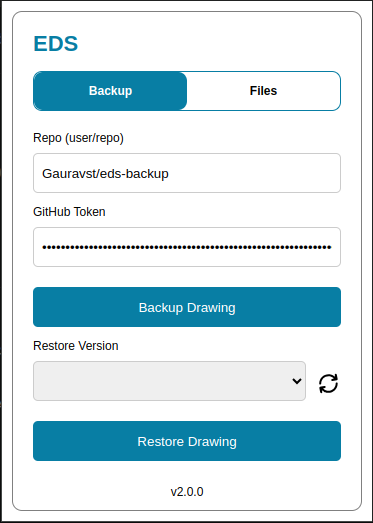 EDS
Backup Files
Repo (user/repo)
Gauravst/eds-backup
GitHub Token
••••••••••••••••••••••••••••••••••••••••••••••••••••••••••••
Backup Drawing
Restore Version
Restore Drawing
v2.0.0